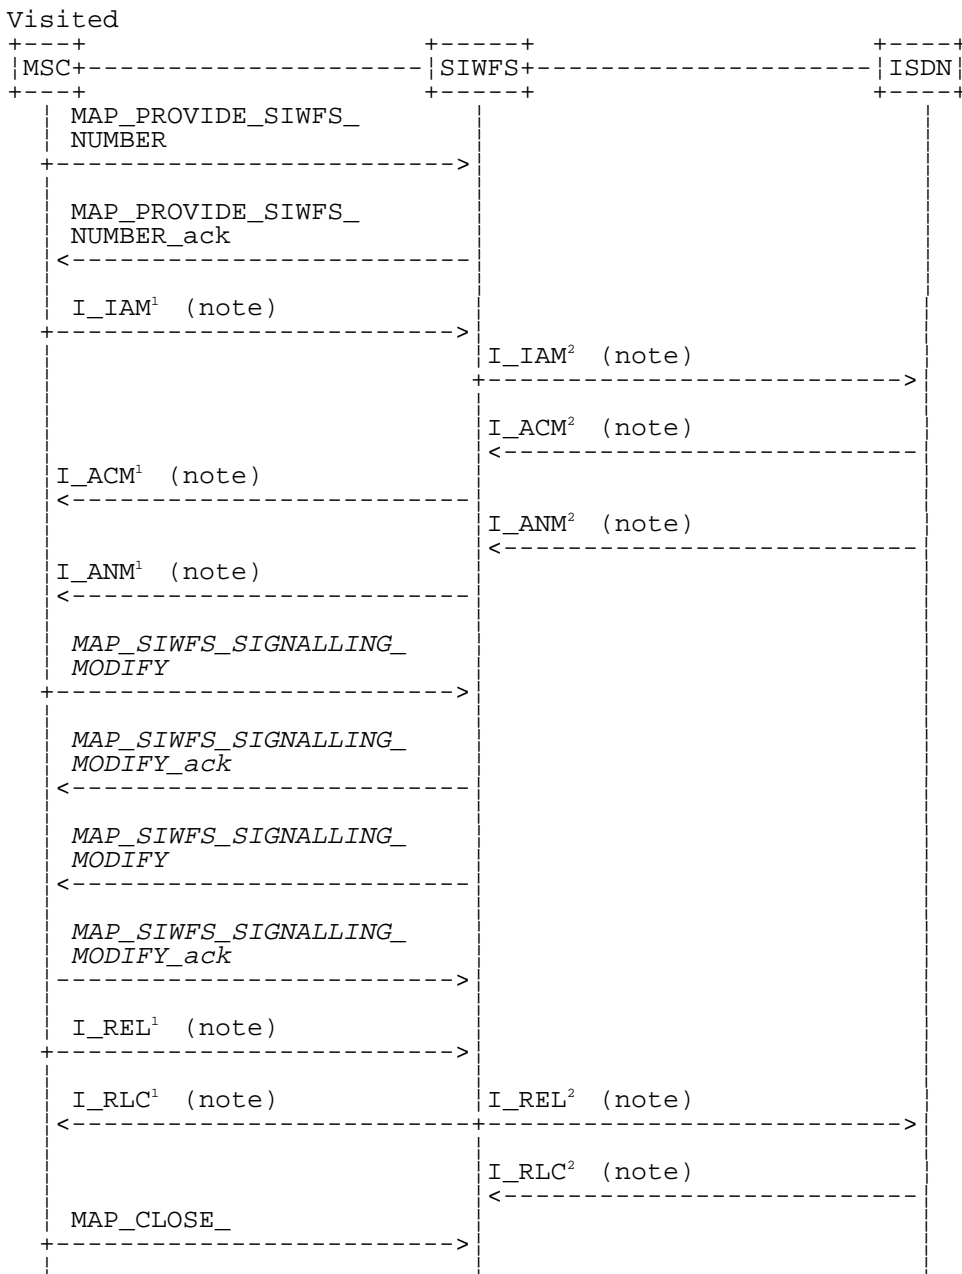 Visited
MSC SIWFS ISDN
MAP_PROVIDE_SIWFS_
NUMBER
MAP_PROVIDE_SIWFS_
NUMBER_ack
I_IAM¹ (note)
I_IAM² (note)
I_ACM² (note)
I_ACM¹ (note)
I_ANM² (note)
I_ANM¹ (note)
MAP_SIWFS_SIGNALLING_
MODIFY
MAP_SIWFS_SIGNALLING_
MODIFY_ack
MAP_SIWFS_SIGNALLING_
MODIFY
MAP_SIWFS_SIGNALLING_
MODIFY_ack
I_REL¹ (note)
I_RLC¹ (note) I_REL² (note)
I_RLC² (note)
MAP_CLOSE_